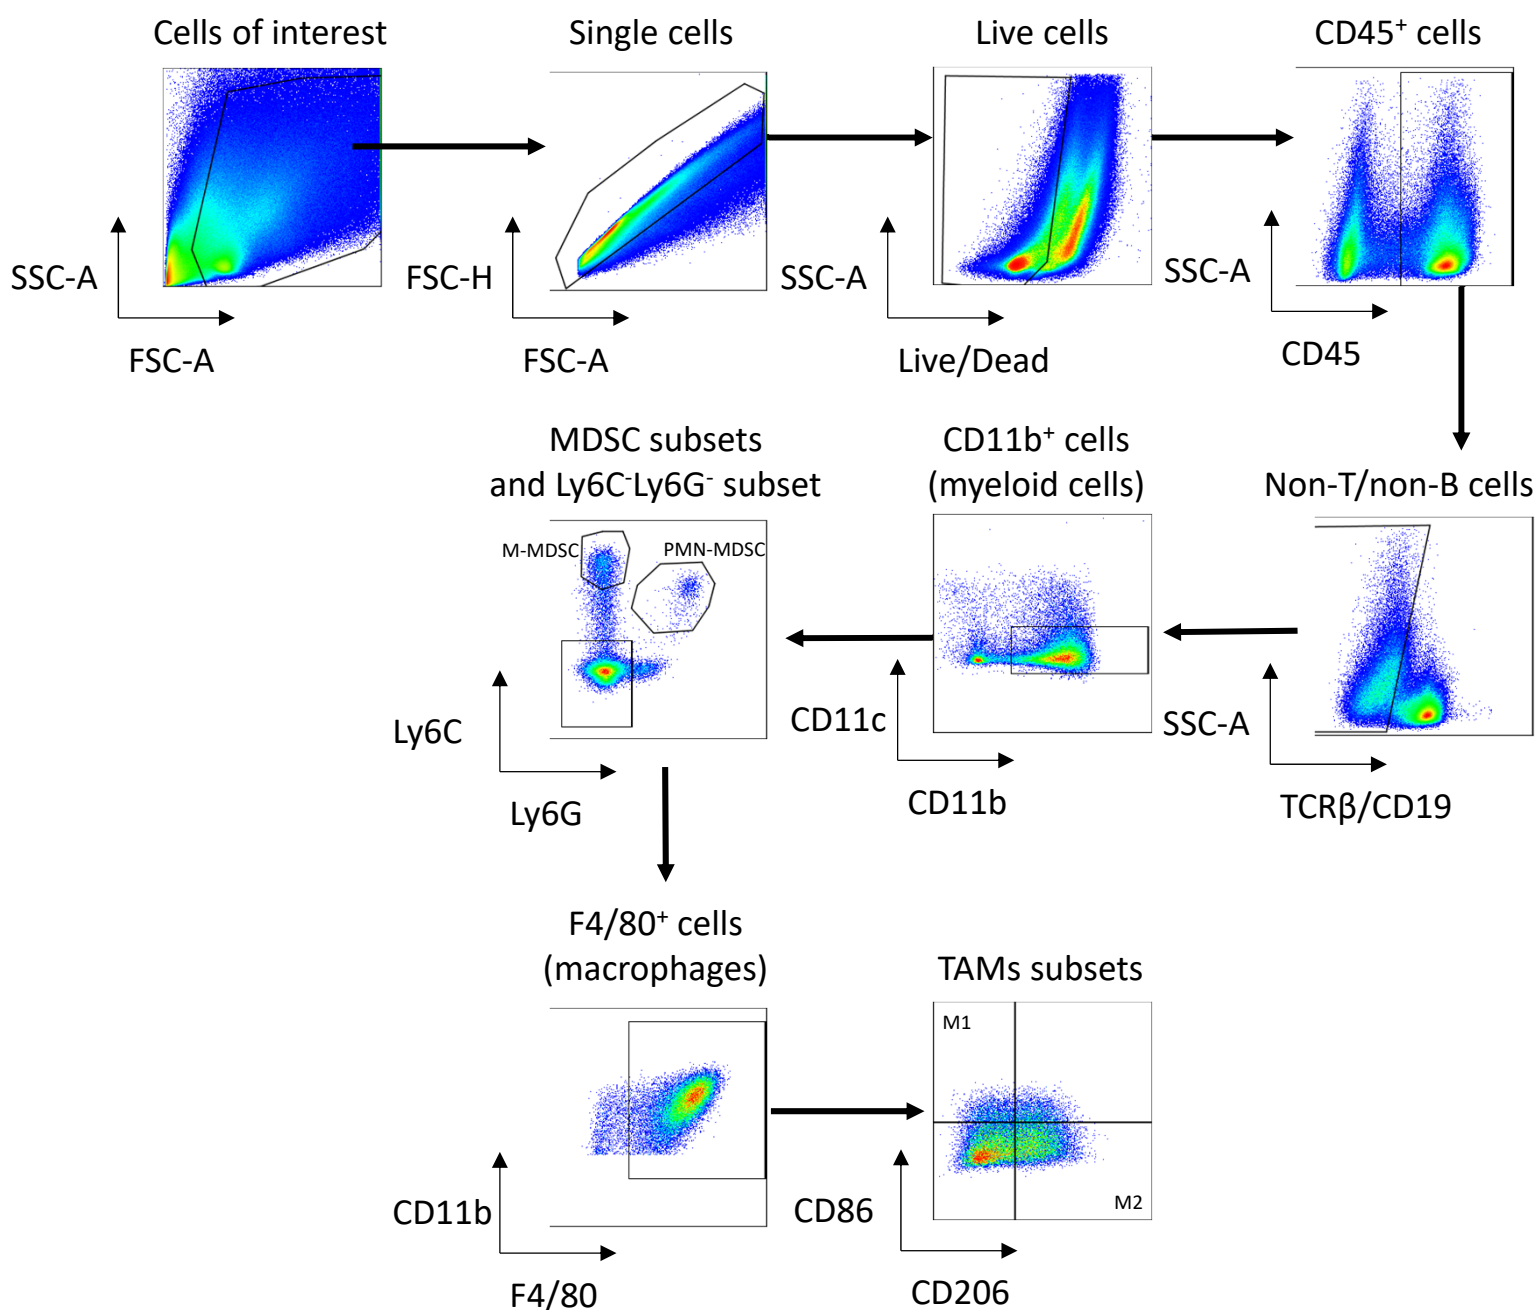 Cells of interest
Single cells
Live cells
CD45⁺ cells
SSC-A
FSC-A
FSC-H
FSC-A
SSC-A
Live/Dead
SSC-A
CD45
MDSC subsets
and Ly6C⁻Ly6G⁻ subset
M-MDSC
PMN-MDSC
Ly6C
Ly6G
CD11b⁺ cells
(myeloid cells)
CD11c
CD11b
Non-T/non-B cells
SSC-A
TCRβ/CD19
F4/80⁺ cells
(macrophages)
CD11b
F4/80
TAMs subsets
M1
M2
CD86
CD206